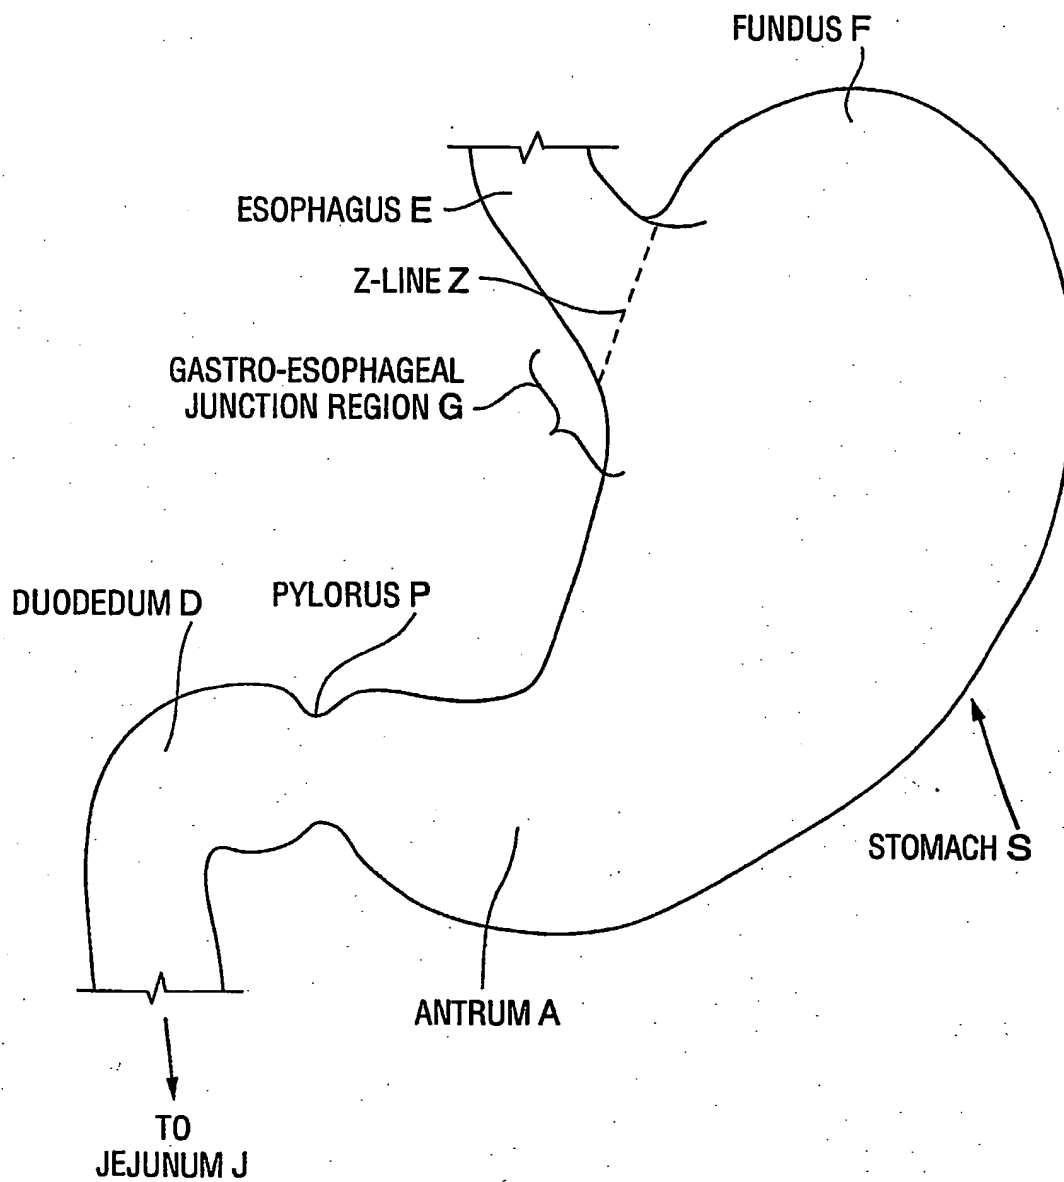 FUNDUS F
ESOPHAGUS E
Z-LINE Z
GASTRO-ESOPHAGEAL
JUNCTION REGION G
DUODEDUM D
PYLORUS P
STOMACH S
ANTRUM A
TO
JEJUNUM J